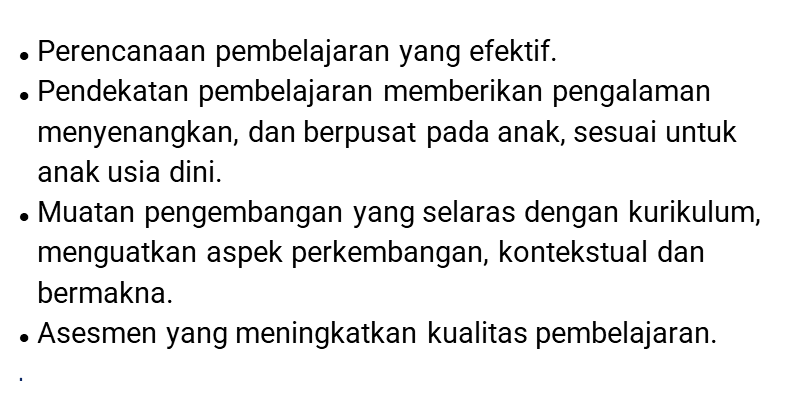 • Perencanaan pembelajaran yang efektif.
• Pendekatan pembelajaran memberikan pengalaman
menyenangkan, dan berpusat pada anak, sesuai untuk
anak usia dini.
• Muatan pengembangan yang selaras dengan kurikulum,
menguatkan aspek perkembangan, kontekstual dan
bermakna.
• Asesmen yang meningkatkan kualitas pembelajaran.
.